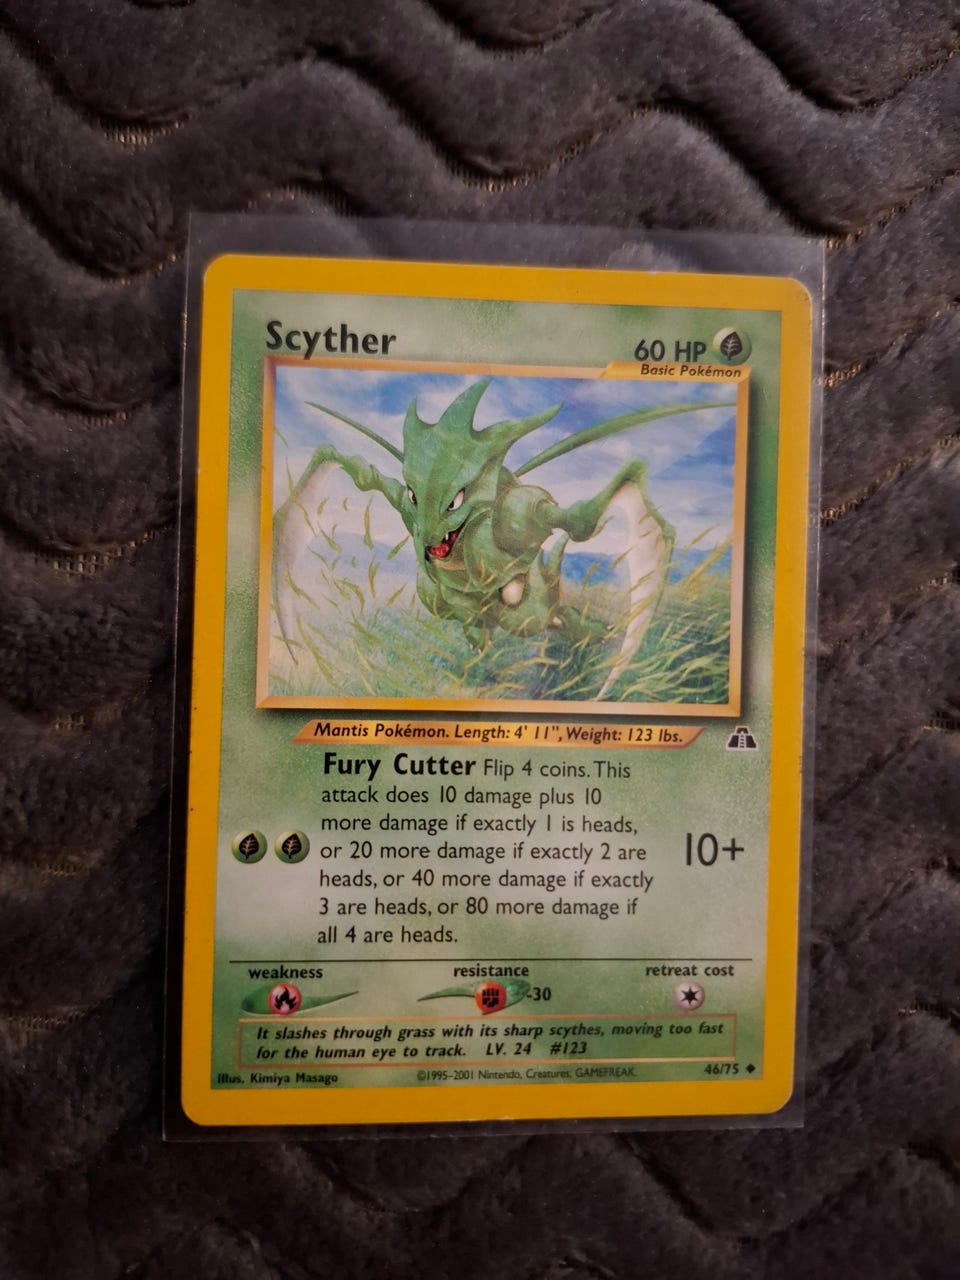 Scyther
60 HP
Basic Pokémon
Mantis Pokémon. Length: 4' 11", Weight: 123 lbs.
Fury Cutter Flip 4 coins. This
attack does 10 damage plus 10
more damage if exactly 1 is heads,
or 20 more damage if exactly 2 are
heads, or 40 more damage if exactly
3 are heads, or 80 more damage if
all 4 are heads.
10+
weakness resistance retreat cost
-30
It slashes through grass with its sharp scythes, moving too fast
for the human eye to track. LV. 24 #123
Illus. Kimiya Masago ©1995-2001 Nintendo, Creatures, GAMEFREAK. 46/75